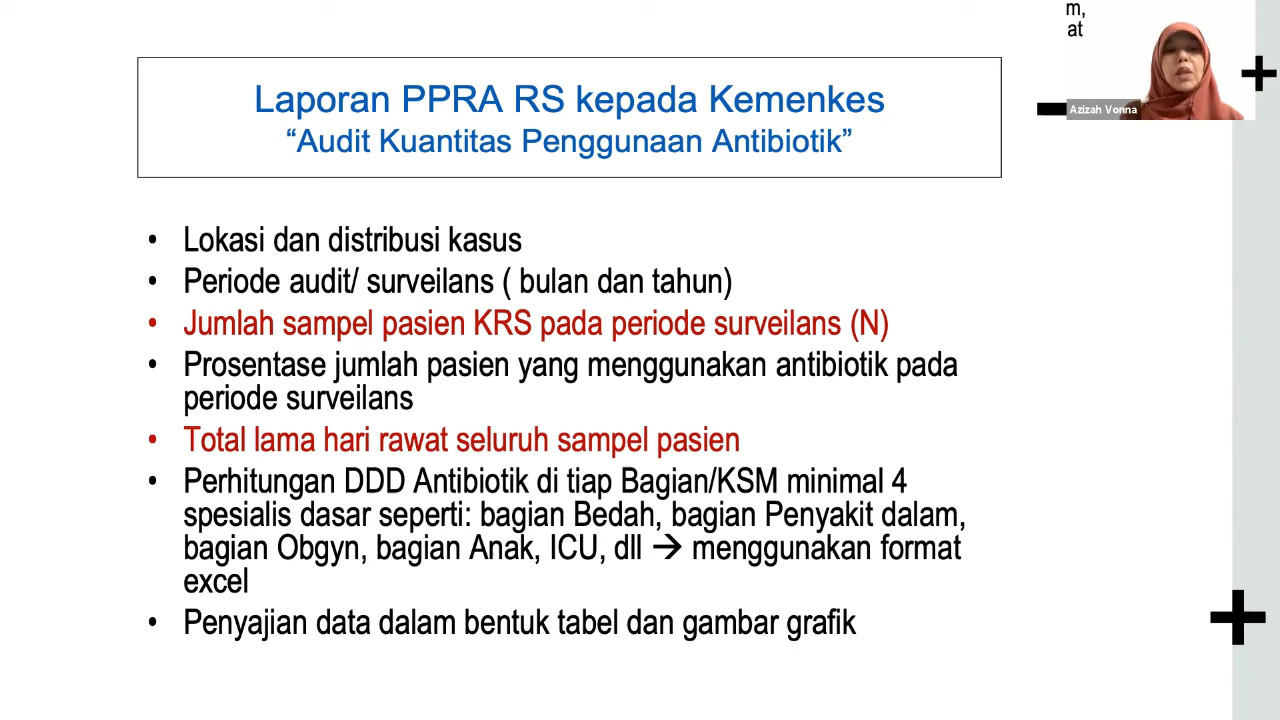 m,
at
Azizah Vonna
Laporan PPRA RS kepada Kemenkes
“Audit Kuantitas Penggunaan Antibiotik”
• Lokasi dan distribusi kasus
• Periode audit/ surveilans ( bulan dan tahun)
• Jumlah sampel pasien KRS pada periode surveilans (N)
• Prosentase jumlah pasien yang menggunakan antibiotik pada
periode surveilans
• Total lama hari rawat seluruh sampel pasien
• Perhitungan DDD Antibiotik di tiap Bagian/KSM minimal 4
spesialis dasar seperti: bagian Bedah, bagian Penyakit dalam,
bagian Obgyn, bagian Anak, ICU, dll → menggunakan format
excel
• Penyajian data dalam bentuk tabel dan gambar grafik